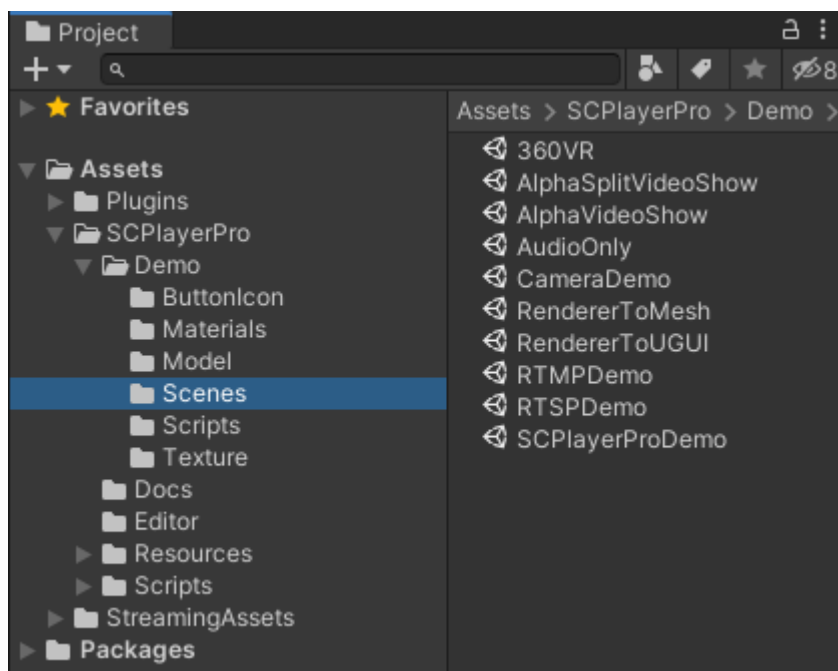 Project
8
Favorites
Assets
Plugins
SCPlayerPro
Demo
ButtonIcon
Materials
Model
Scenes
Scripts
Texture
Docs
Editor
Resources
Scripts
StreamingAssets
Packages
Assets > SCPlayerPro > Demo >
360VR
AlphaSplitVideoShow
AlphaVideoShow
AudioOnly
CameraDemo
RendererToMesh
RendererToUGUI
RTMPDemo
RTSPDemo
SCPlayerProDemo